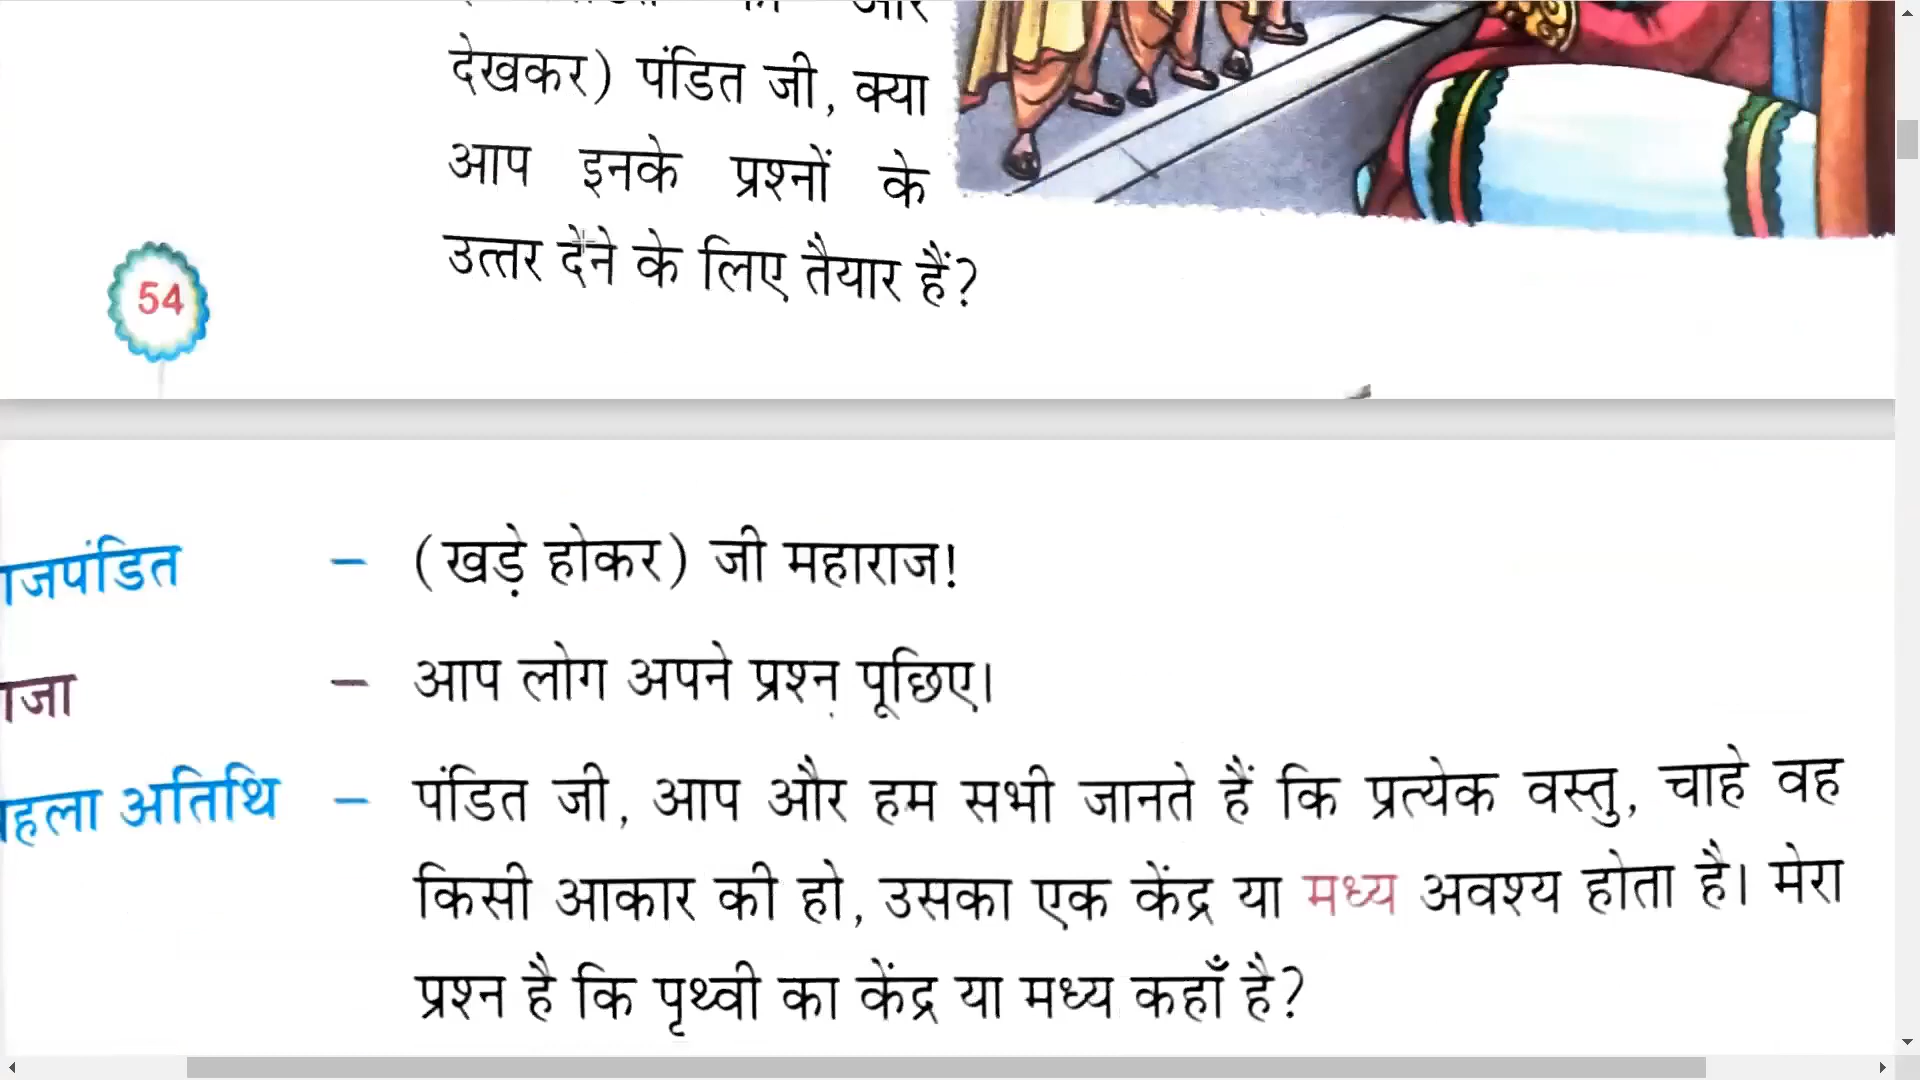 देखकर) पंडित जी, क्या
आप इनके प्रश्नों के
उत्तर देने के लिए तैयार हैं?
54
ाजपंडित – (खड़े होकर) जी महाराज!
ाजा – आप लोग अपने प्रश्न पूछिए।
हला अतिथि – पंडित जी, आप और हम सभी जानते हैं कि प्रत्येक वस्तु, चाहे वह
किसी आकार की हो, उसका एक केंद्र या मध्य अवश्य होता है। मेरा
प्रश्न है कि पृथ्वी का केंद्र या मध्य कहाँ है?